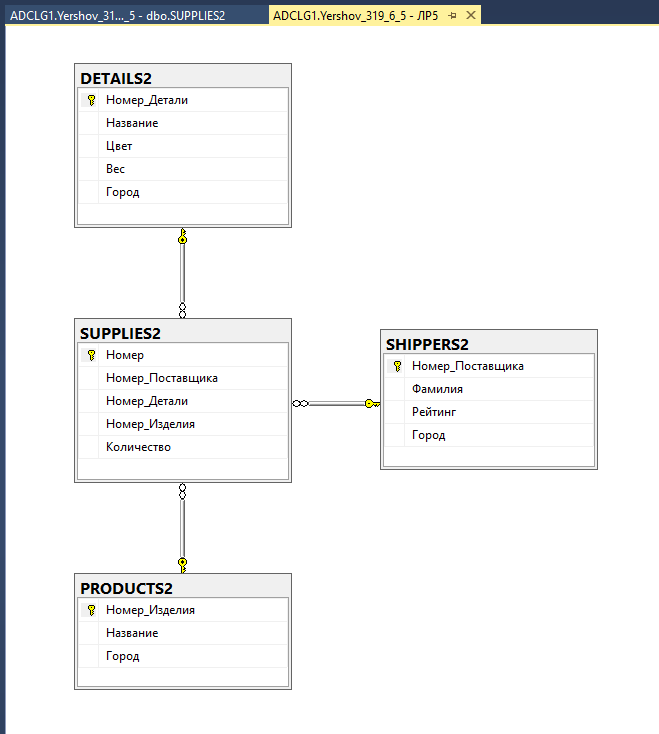 ADCLG1.Yershov_31..._5 - dbo.SUPPLIES2
ADCLG1.Yershov_319_6_5 - ЛР5
DETAILS2
Номер_Детали
Название
Цвет
Вес
Город
SUPPLIES2
Номер
Номер_Поставщика
Номер_Детали
Номер_Изделия
Количество
SHIPPERS2
Номер_Поставщика
Фамилия
Рейтинг
Город
PRODUCTS2
Номер_Изделия
Название
Город